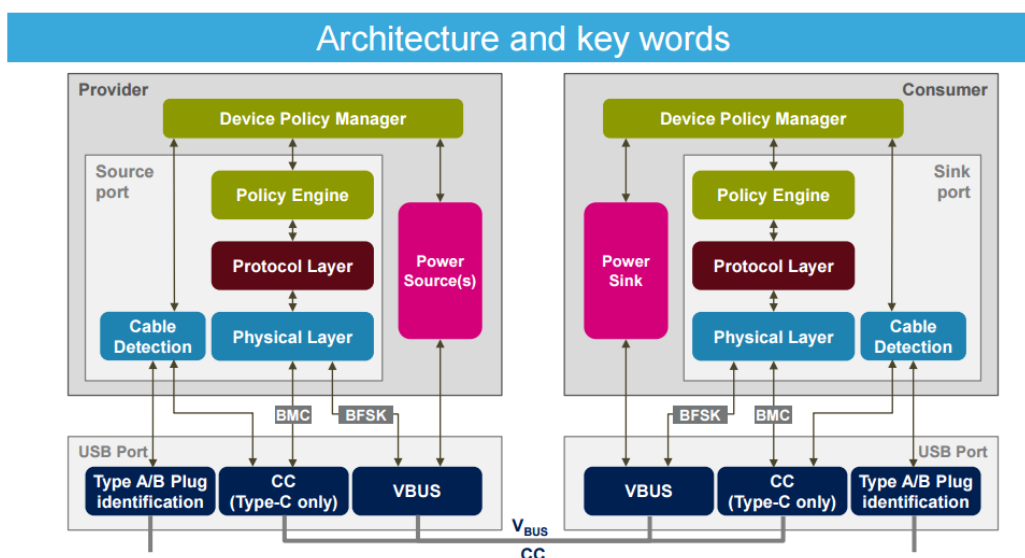 Architecture and key words
Provider
Device Policy Manager
Source
port
Policy Engine
Protocol Layer
Power
Source(s)
Cable
Detection
Physical Layer
BMC
BFSK
USB Port
Type A/B Plug
identification
CC
(Type-C only)
VBUS
Consumer
Device Policy Manager
Sink
port
Policy Engine
Protocol Layer
Power
Sink
Physical Layer
Cable
Detection
BFSK
BMC
USB Port
VBUS
CC
(Type-C only)
Type A/B Plug
identification
VBUS
CC